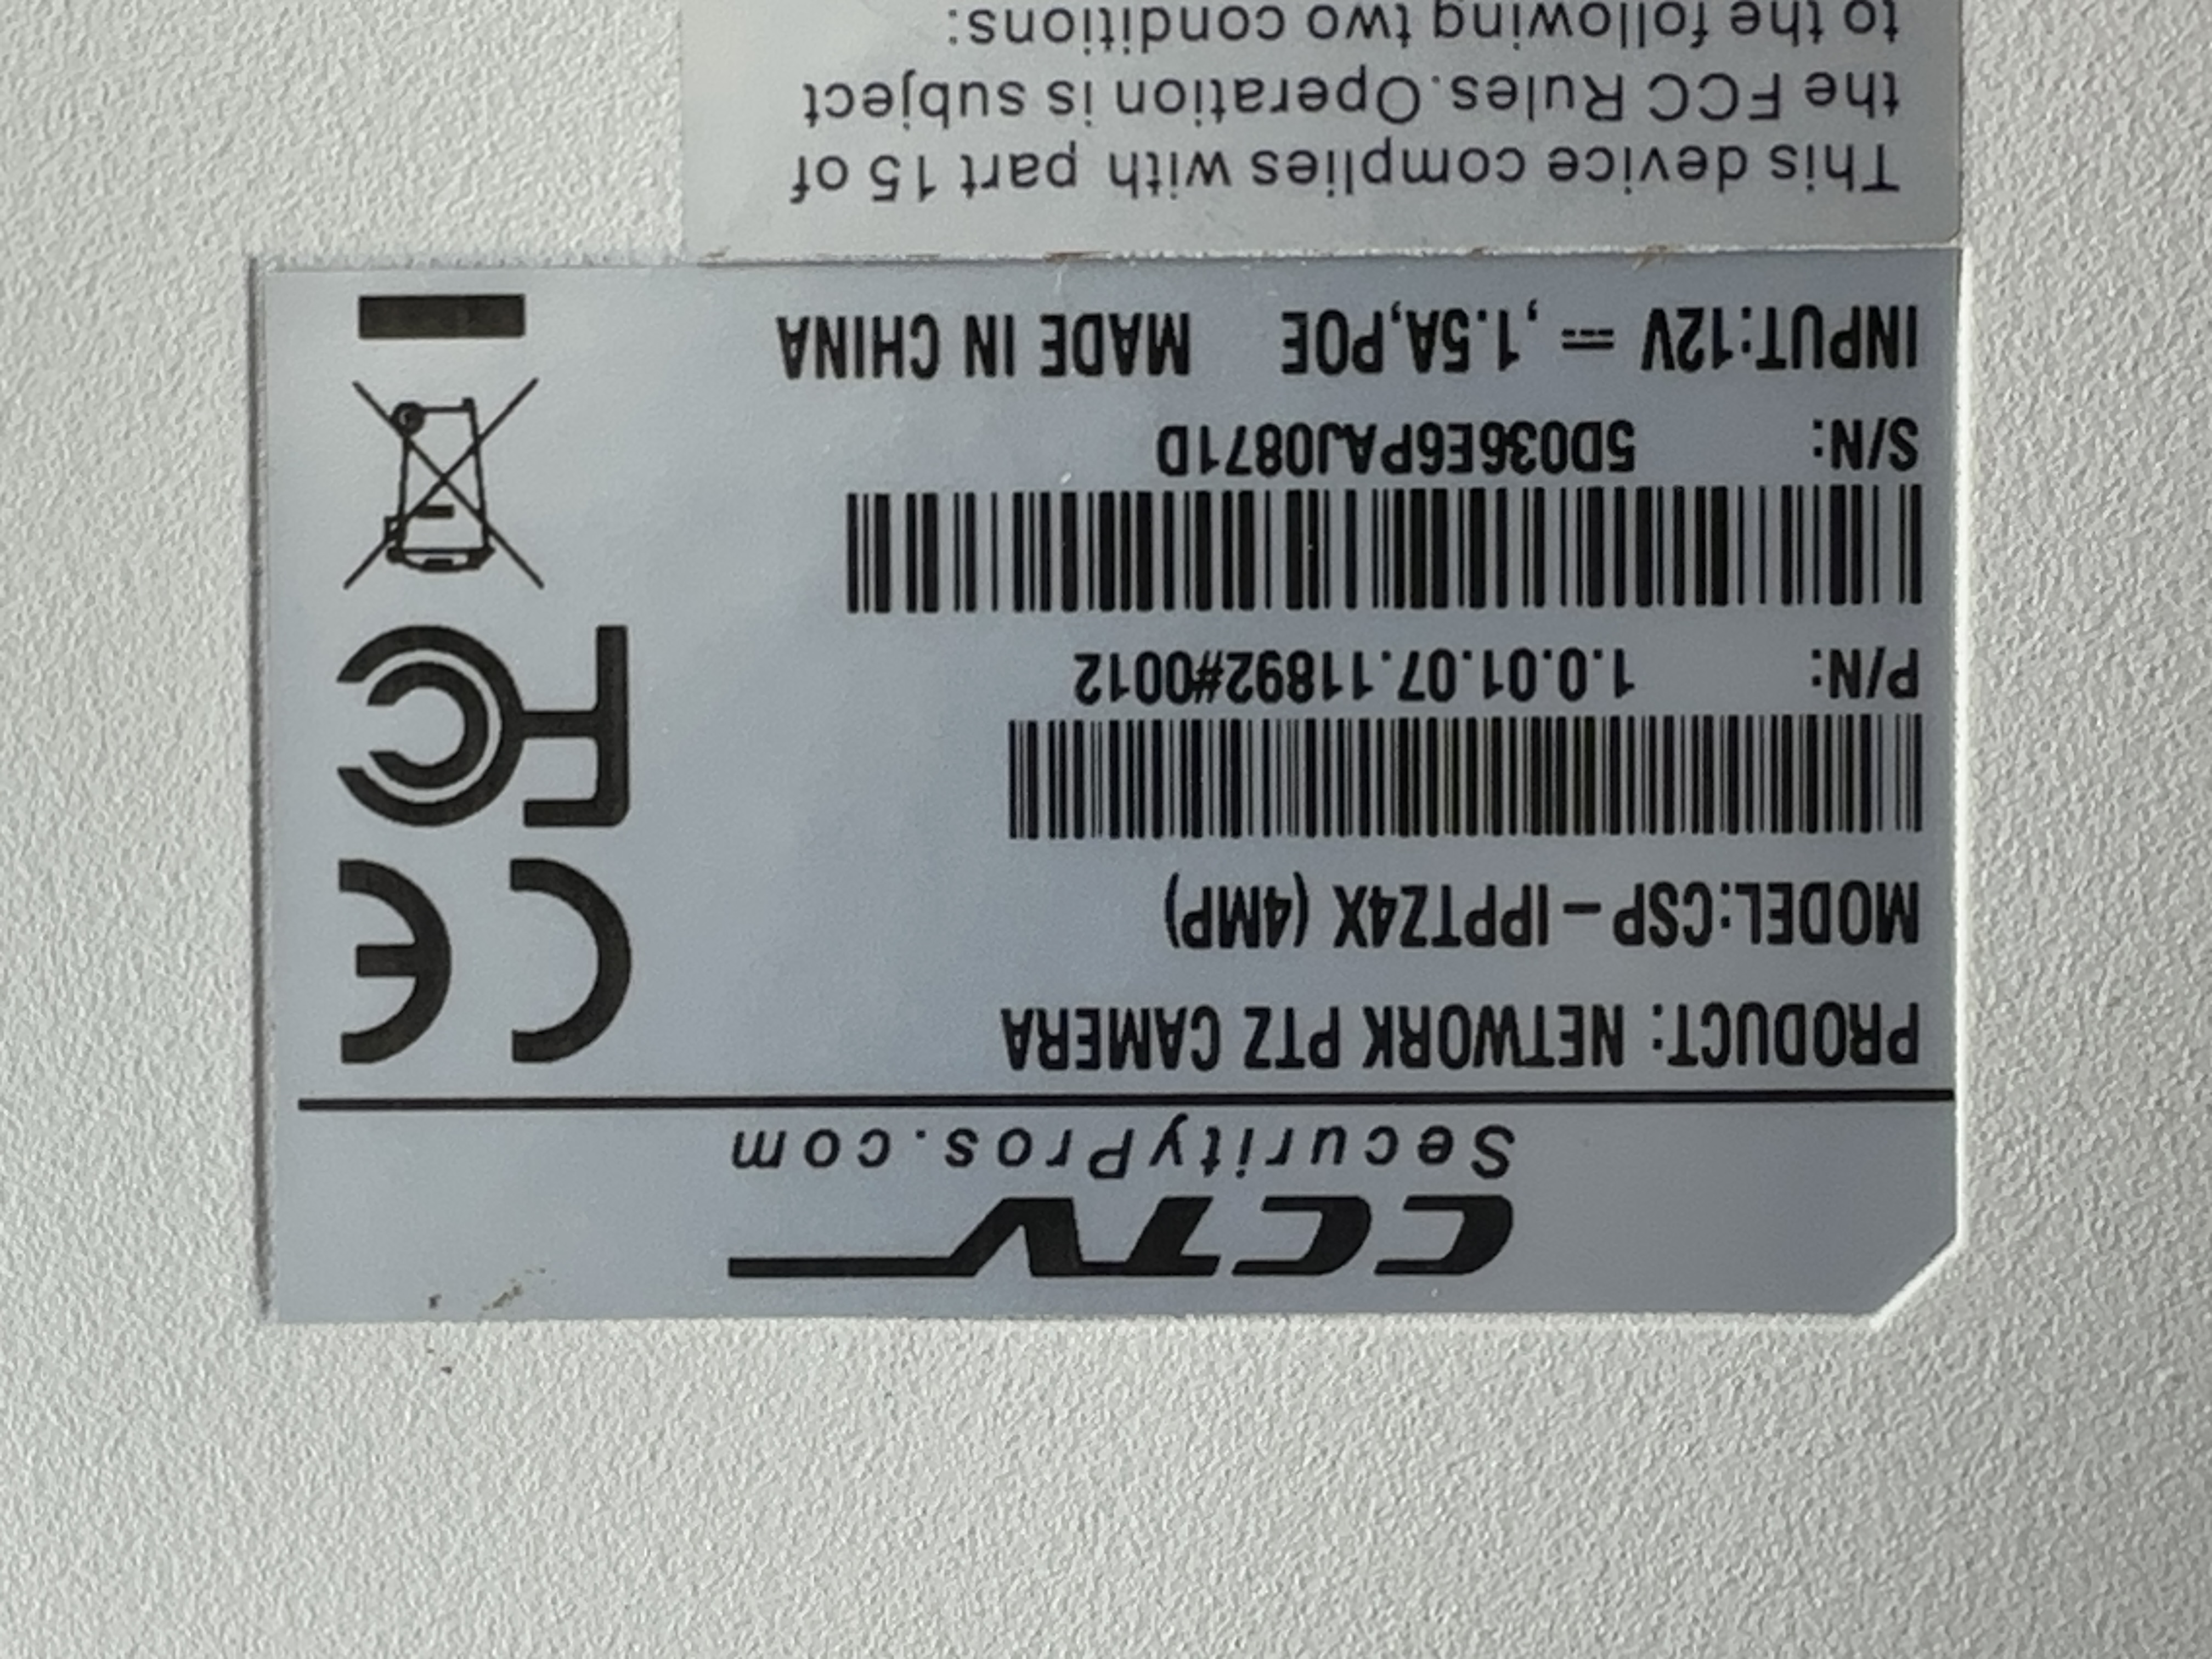 CCTV
SecurityPros.com
PRODUCT: NETWORK PTZ CAMERA
MODEL:CSP-IPPTZ4X (4MP)
P/N: 1.0.01.07.11892#0012
S/N: 5D036E6PAJ0871D
INPUT:12V ⎓,1.5A,POE MADE IN CHINA
CE
FC
This device complies with part 15 of
the FCC Rules.Operation is subject
to the following two conditions: